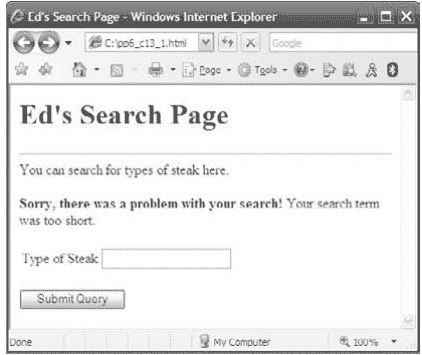 Ed's Search Page - Windows Internet Explorer
C:\pp6_c13_1.html
Google
Page
Tools
Ed's Search Page
You can search for types of steak here.
Sorry, there was a problem with your search! Your search term
was too short.
Type of Steak
Submit Query
Done
My Computer
100%